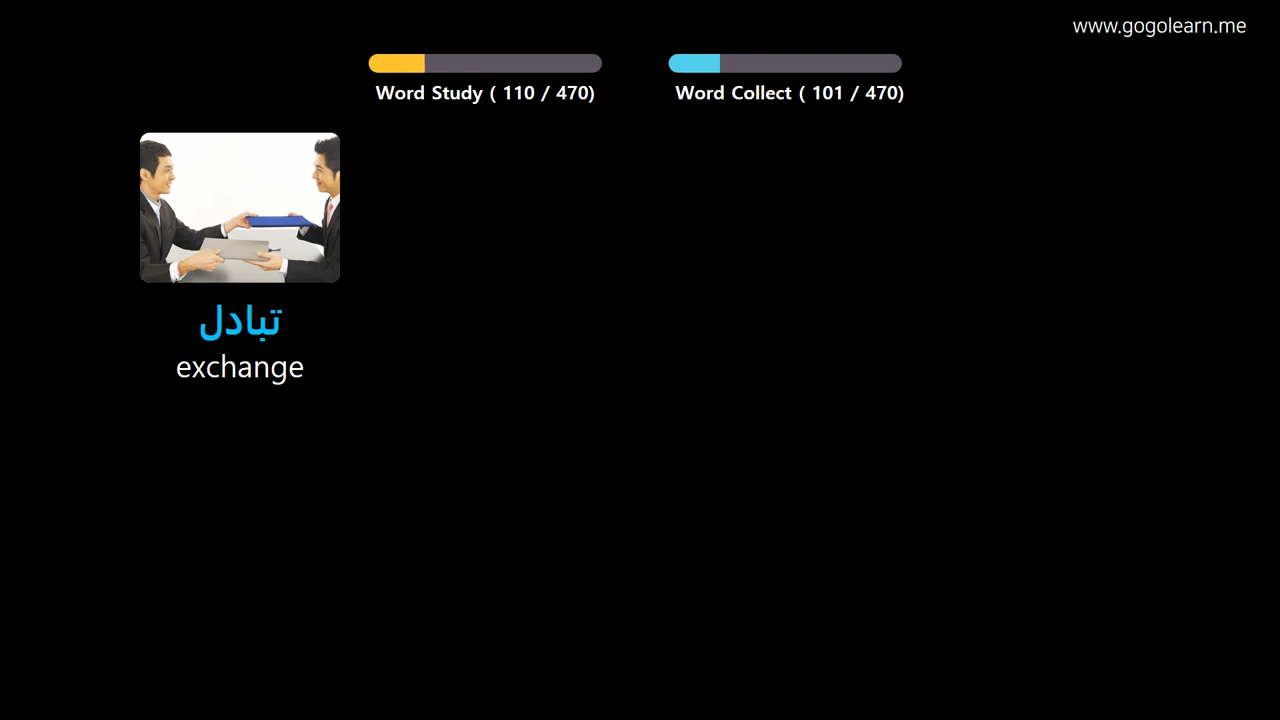 www.gogolearn.me
Word Study ( 110 / 470)
Word Collect ( 101 / 470)
تبادل
exchange